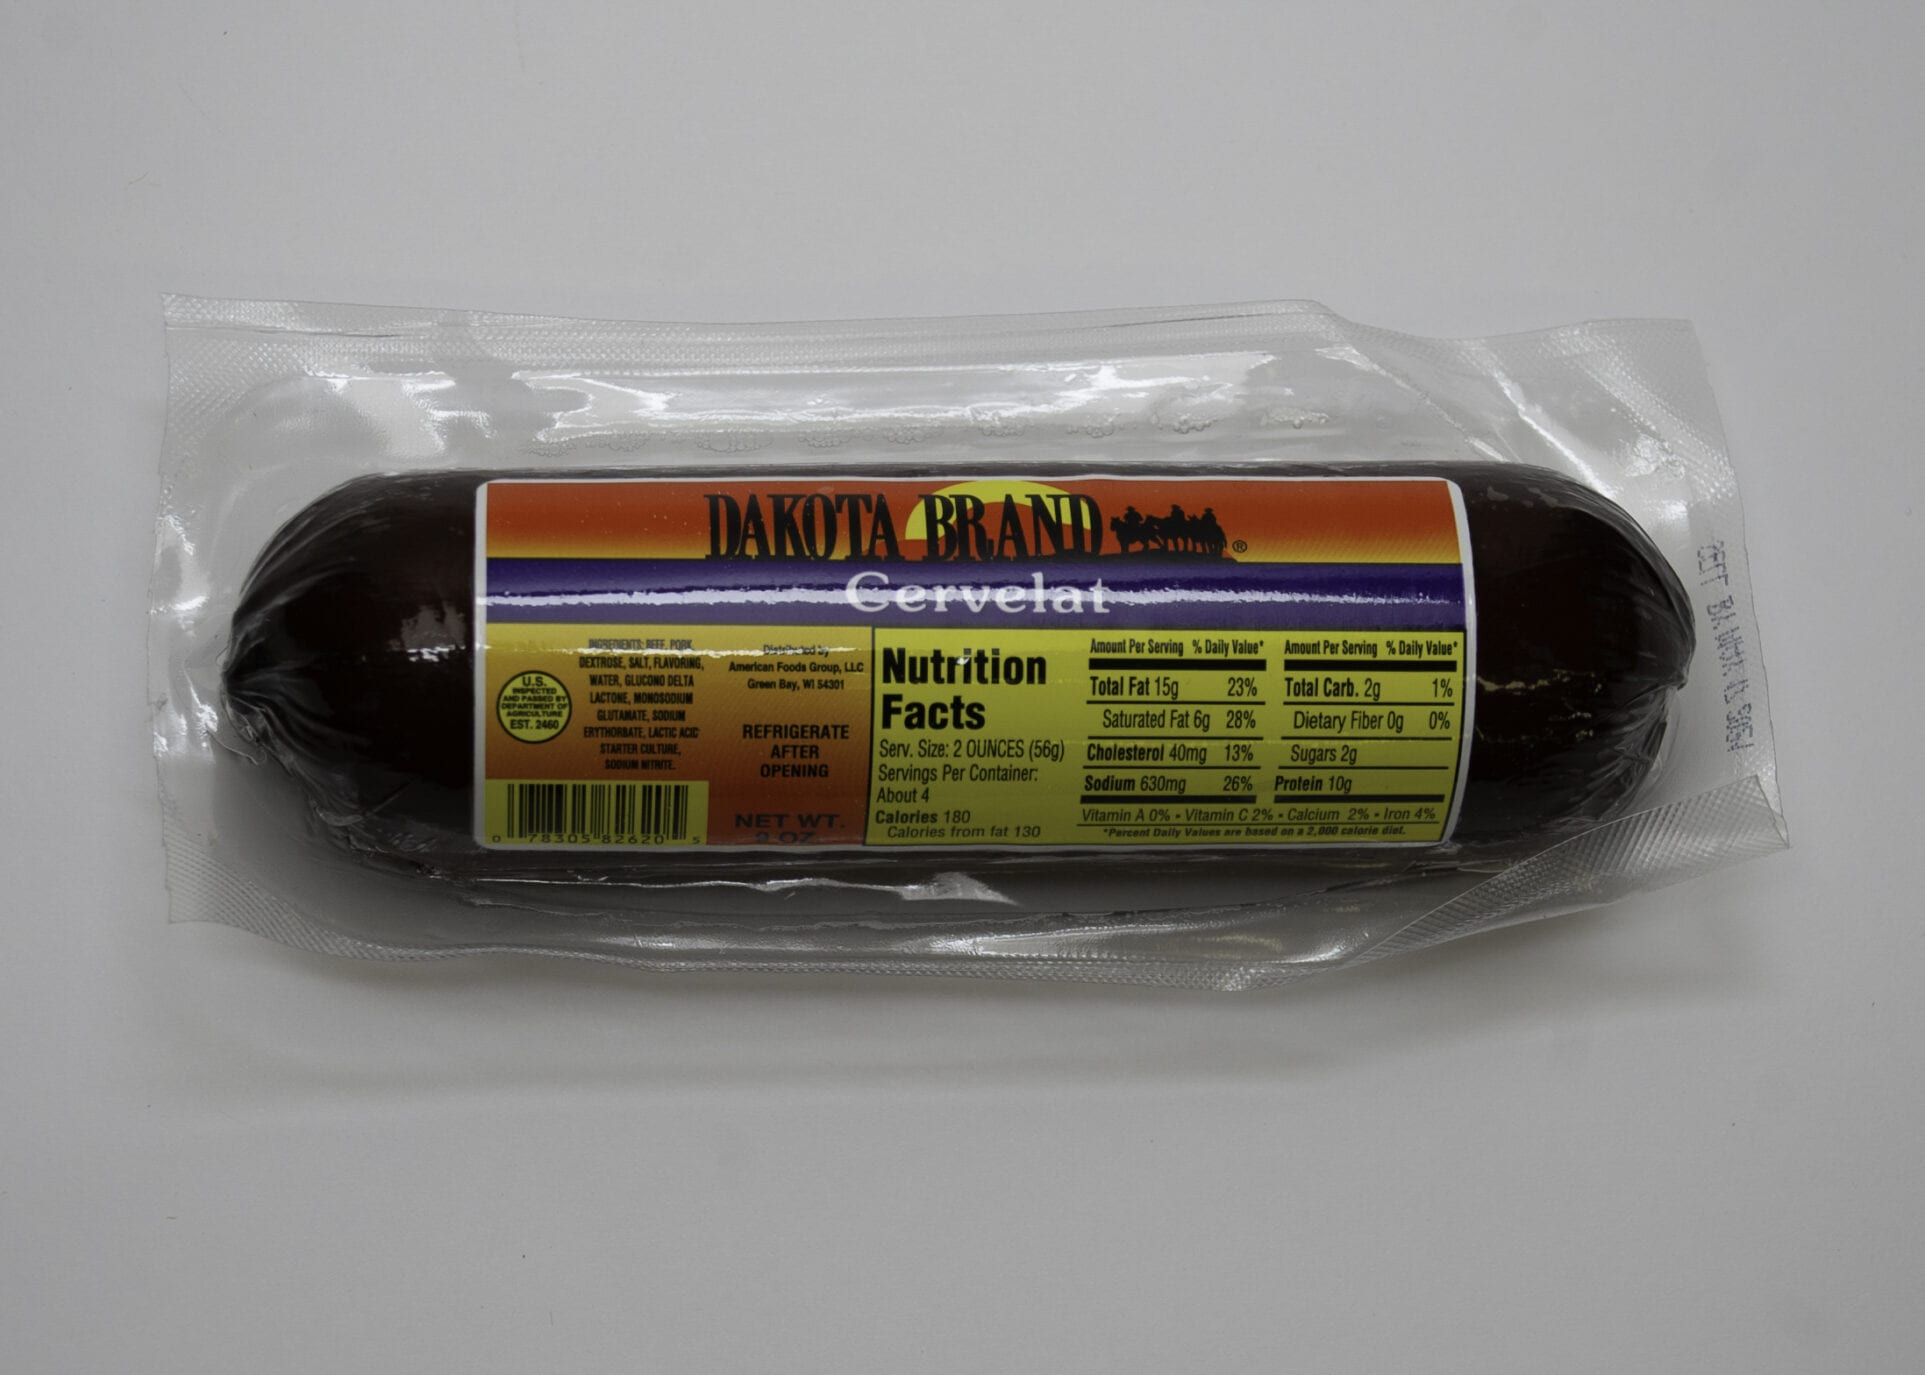 DAKOTA BRAND ®
Cervelat
U.S.
INSPECTED
AND PASSED BY
DEPARTMENT OF
AGRICULTURE
EST. 2460
INGREDIENTS: BEEF, PORK,
DEXTROSE, SALT, FLAVORING,
WATER, GLUCONO DELTA
LACTONE, MONOSODIUM
GLUTAMATE, SODIUM
ERYTHORBATE, LACTIC ACID
STARTER CULTURE,
SODIUM NITRITE.
0 78305 82620 5
Distributed by
American Foods Group, LLC
Green Bay, WI 54301
REFRIGERATE
AFTER
OPENING
NET WT.
OZ.
Nutrition
Facts
Serv. Size: 2 OUNCES (56g)
Servings Per Container:
About 4
Calories 180
Calories from fat 130
Amount Per Serving % Daily Value*
Total Fat 15g 23%
Saturated Fat 6g 28%
Cholesterol 40mg 13%
Sodium 630mg 26%
Amount Per Serving % Daily Value*
Total Carb. 2g 1%
Dietary Fiber 0g 0%
Sugars 2g
Protein 10g
Vitamin A 0% • Vitamin C 2% • Calcium 2% • Iron 4%
*Percent Daily Values are based on a 2,000 calorie diet.